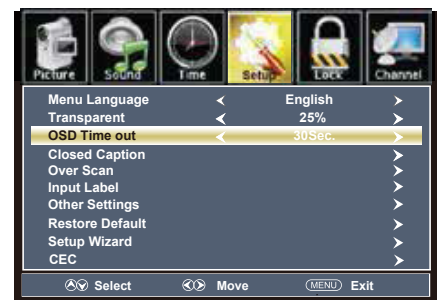 Picture Sound Time Setup Lock Channel
Menu Language English
Transparent 25%
OSD Time out 30Sec.
Closed Caption
Over Scan
Input Label
Other Settings
Restore Default
Setup Wizard
CEC
Select Move MENU Exit